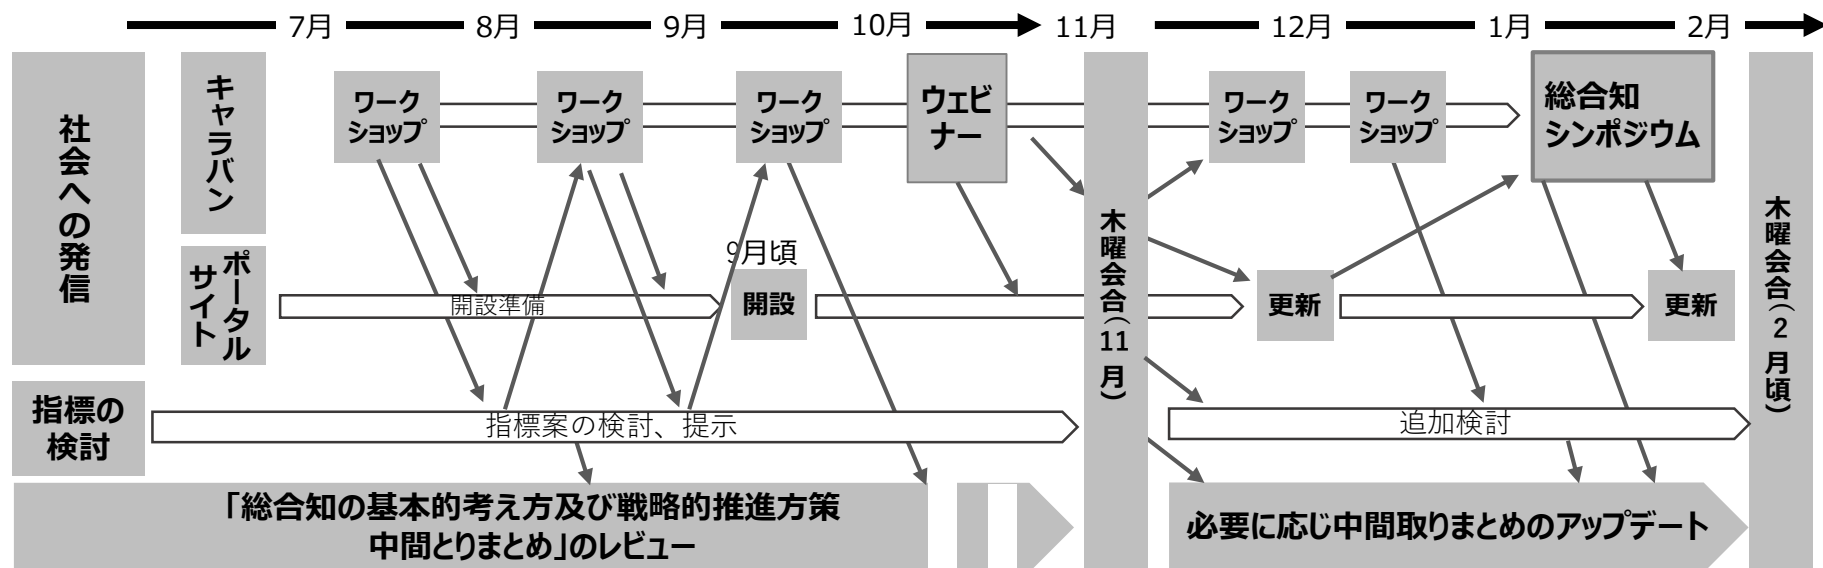 7月
8月
9月
10月
11月
12月
1月
2月
社会への発信
キャラバン
ワーク
ショップ
ワーク
ショップ
ワーク
ショップ
ウェビ
ナー
ワーク
ショップ
ワーク
ショップ
総合知
シンポジウム
ポータル
サイト
開設準備
9月頃
開設
更新
更新
木曜会合(11月)
木曜会合(2月頃)
指標の
検討
指標案の検討、提示
追加検討
「総合知の基本的考え方及び戦略的推進方策
中間とりまとめ」のレビュー
必要に応じ中間取りまとめのアップデート